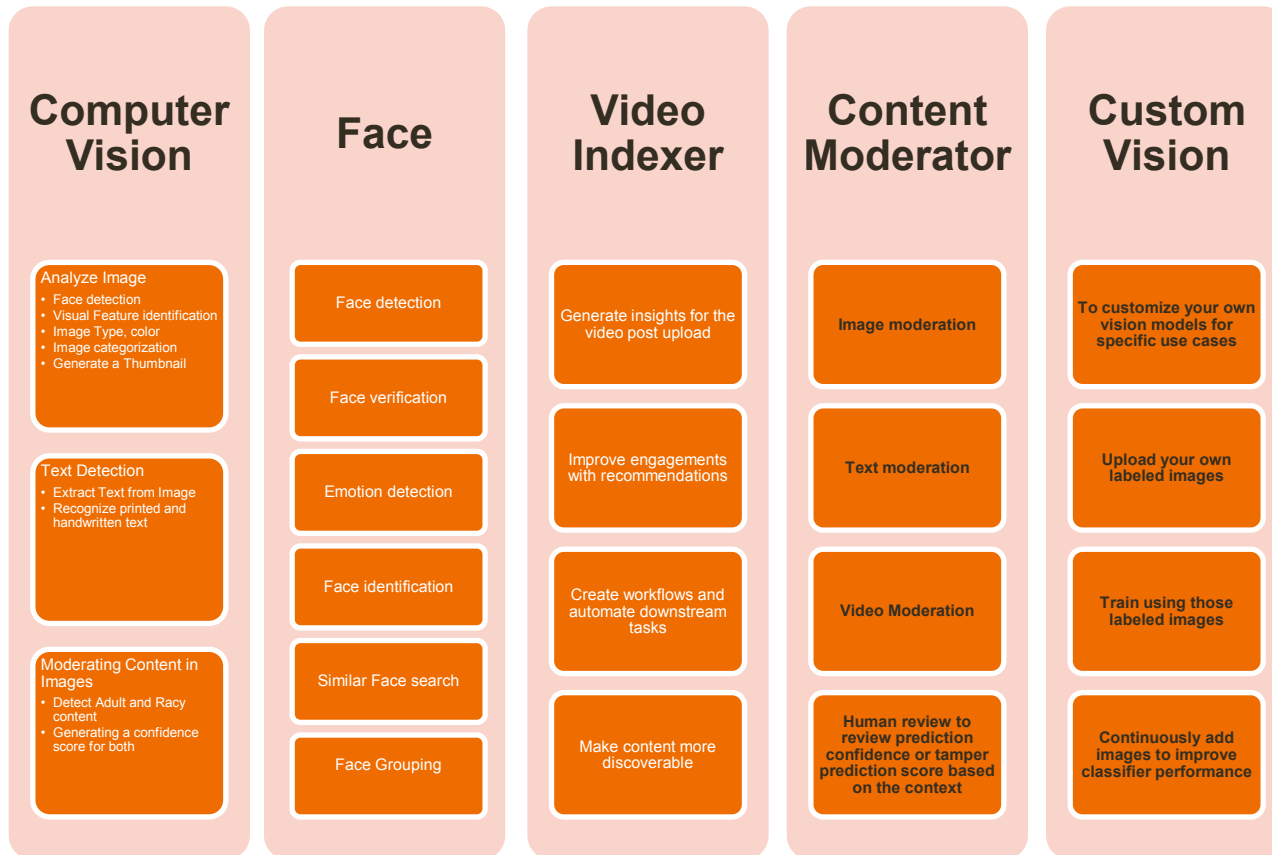 Computer
Vision
Analyze Image
• Face detection
• Visual Feature identification
• Image Type, color
• Image categorization
• Generate a Thumbnail
Text Detection
• Extract Text from Image
• Recognize printed and
handwritten text
Moderating Content in
Images
• Detect Adult and Racy
content
• Generating a confidence
score for both
Face
Face detection
Face verification
Emotion detection
Face identification
Similar Face search
Face Grouping
Video
Indexer
Generate insights for the
video post upload
Improve engagements
with recommendations
Create workflows and
automate downstream
tasks
Make content more
discoverable
Content
Moderator
Image moderation
Text moderation
Video Moderation
Human review to
review prediction
confidence or tamper
prediction score based
on the context
Custom
Vision
To customize your own
vision models for
specific use cases
Upload your own
labeled images
Train using those
labeled images
Continuously add
images to improve
classifier performance